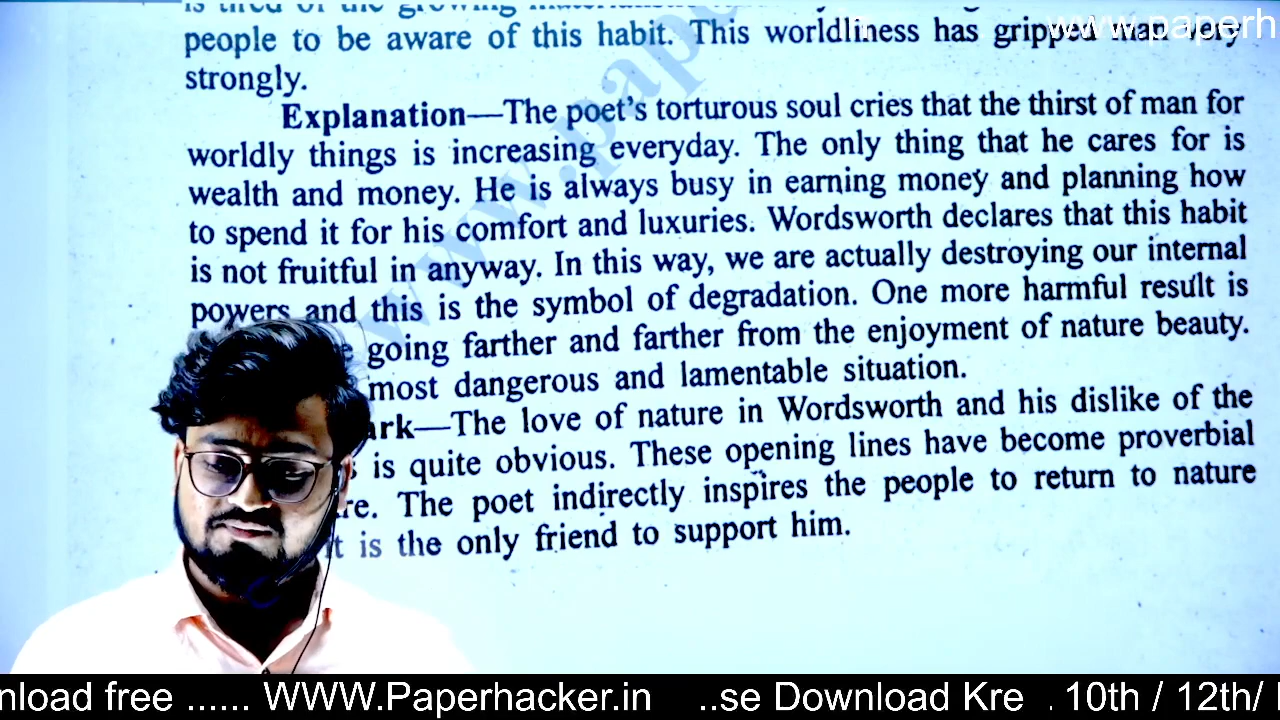 people to be aware of this habit. This worldliness has gripped man very
www.paperh
strongly.
Explanation—The poet's torturous soul cries that the thirst of man for
worldly things is increasing everyday. The only thing that he cares for is
wealth and money. He is always busy in earning money and planning how
to spend it for his comfort and luxuries. Wordsworth declares that this habit
is not fruitful in anyway. In this way, we are actually destroying our internal
powers and this is the symbol of degradation. One more harmful result is
going farther and farther from the enjoyment of nature beauty.
most dangerous and lamentable situation.
ark—The love of nature in Wordsworth and his dislike of the
is quite obvious. These opening lines have become proverbial
re. The poet indirectly inspires the people to return to nature
it is the only friend to support him.
nload free ...... WWW.Paperhacker.in ..se Download Kre . 10th / 12th/